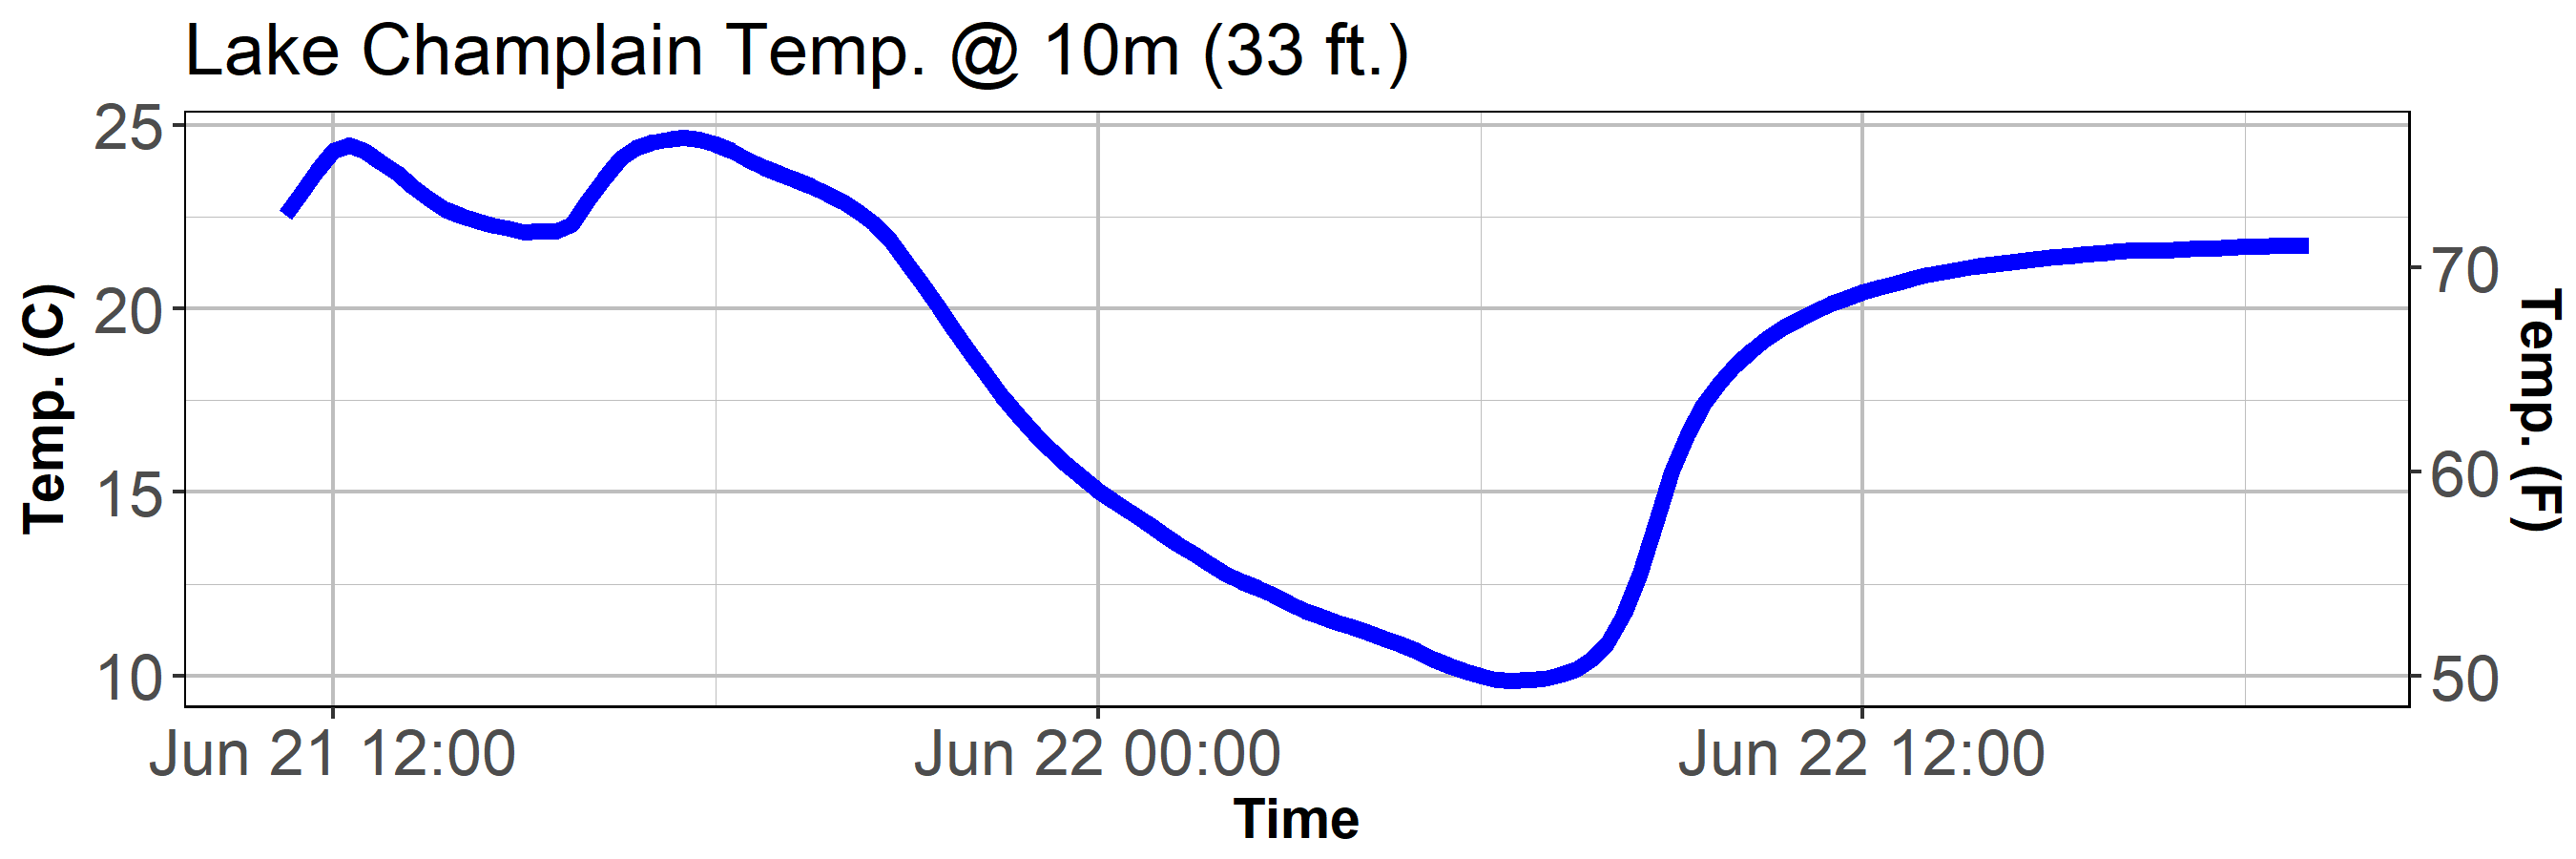 Lake Champlain Temp. @ 10m (33 ft.)
25
20
15
10
Temp. (C)
70
60
50
Temp. (F)
Jun 21 12:00
Jun 22 00:00
Jun 22 12:00
Time